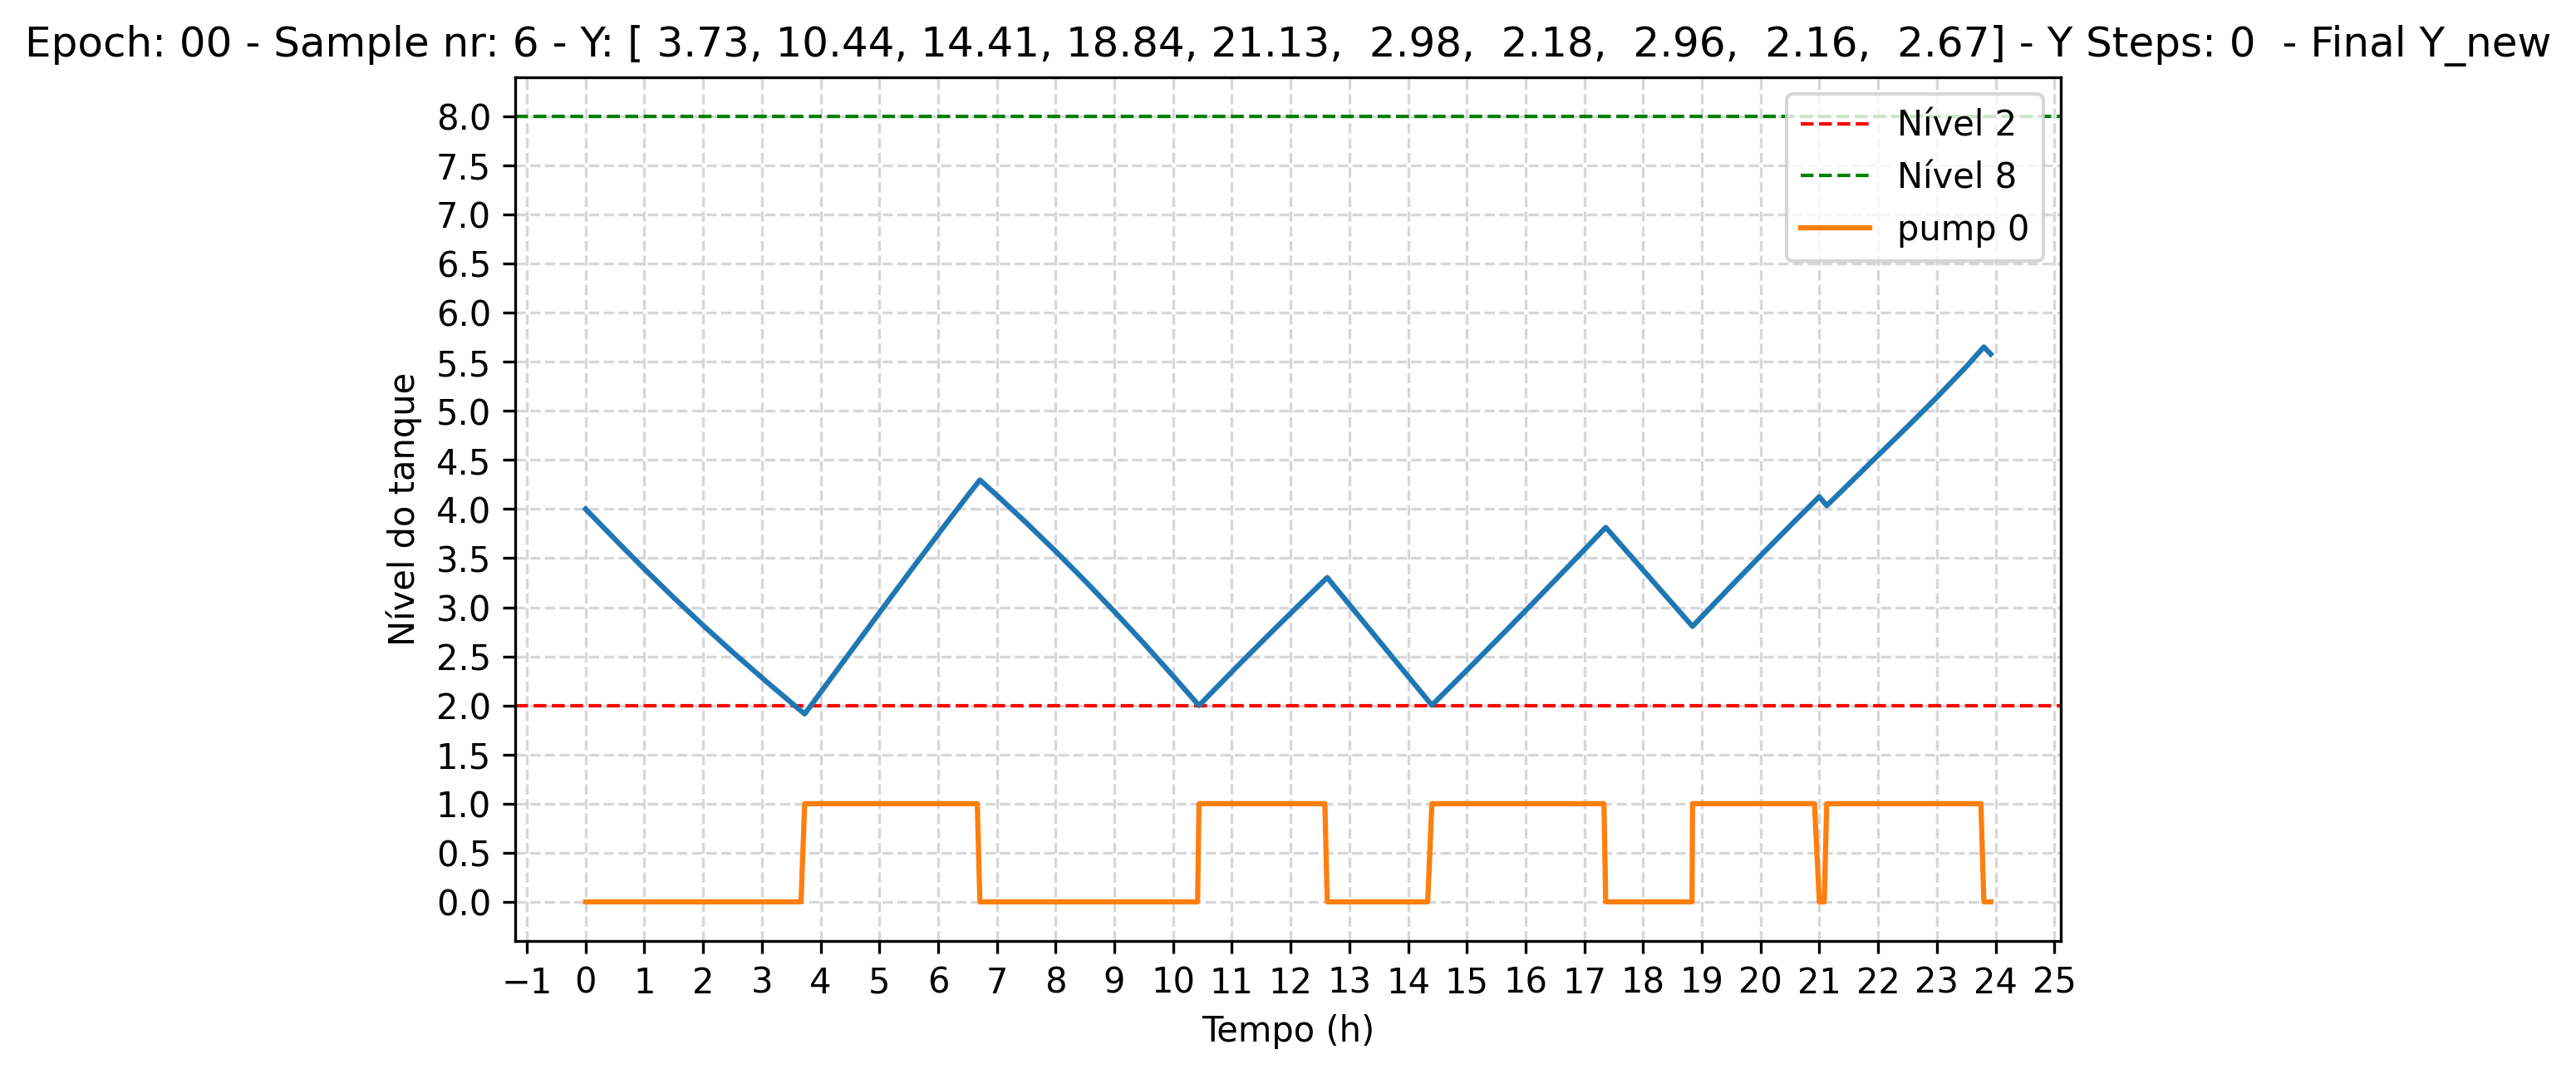 Epoch: 00 - Sample nr: 6 - Y: [ 3.73, 10.44, 14.41, 18.84, 21.13,  2.98,  2.18,  2.96,  2.16,  2.67] - Y Steps: 0  - Final Y_new
Nível 2
Nível 8
pump 0
8.0
7.5
7.0
6.5
6.0
5.5
5.0
4.5
4.0
3.5
3.0
2.5
2.0
1.5
1.0
0.5
0.0
Nível do tanque
−1 0 1 2 3 4 5 6 7 8 9 10 11 12 13 14 15 16 17 18 19 20 21 22 23 24 25
Tempo (h)